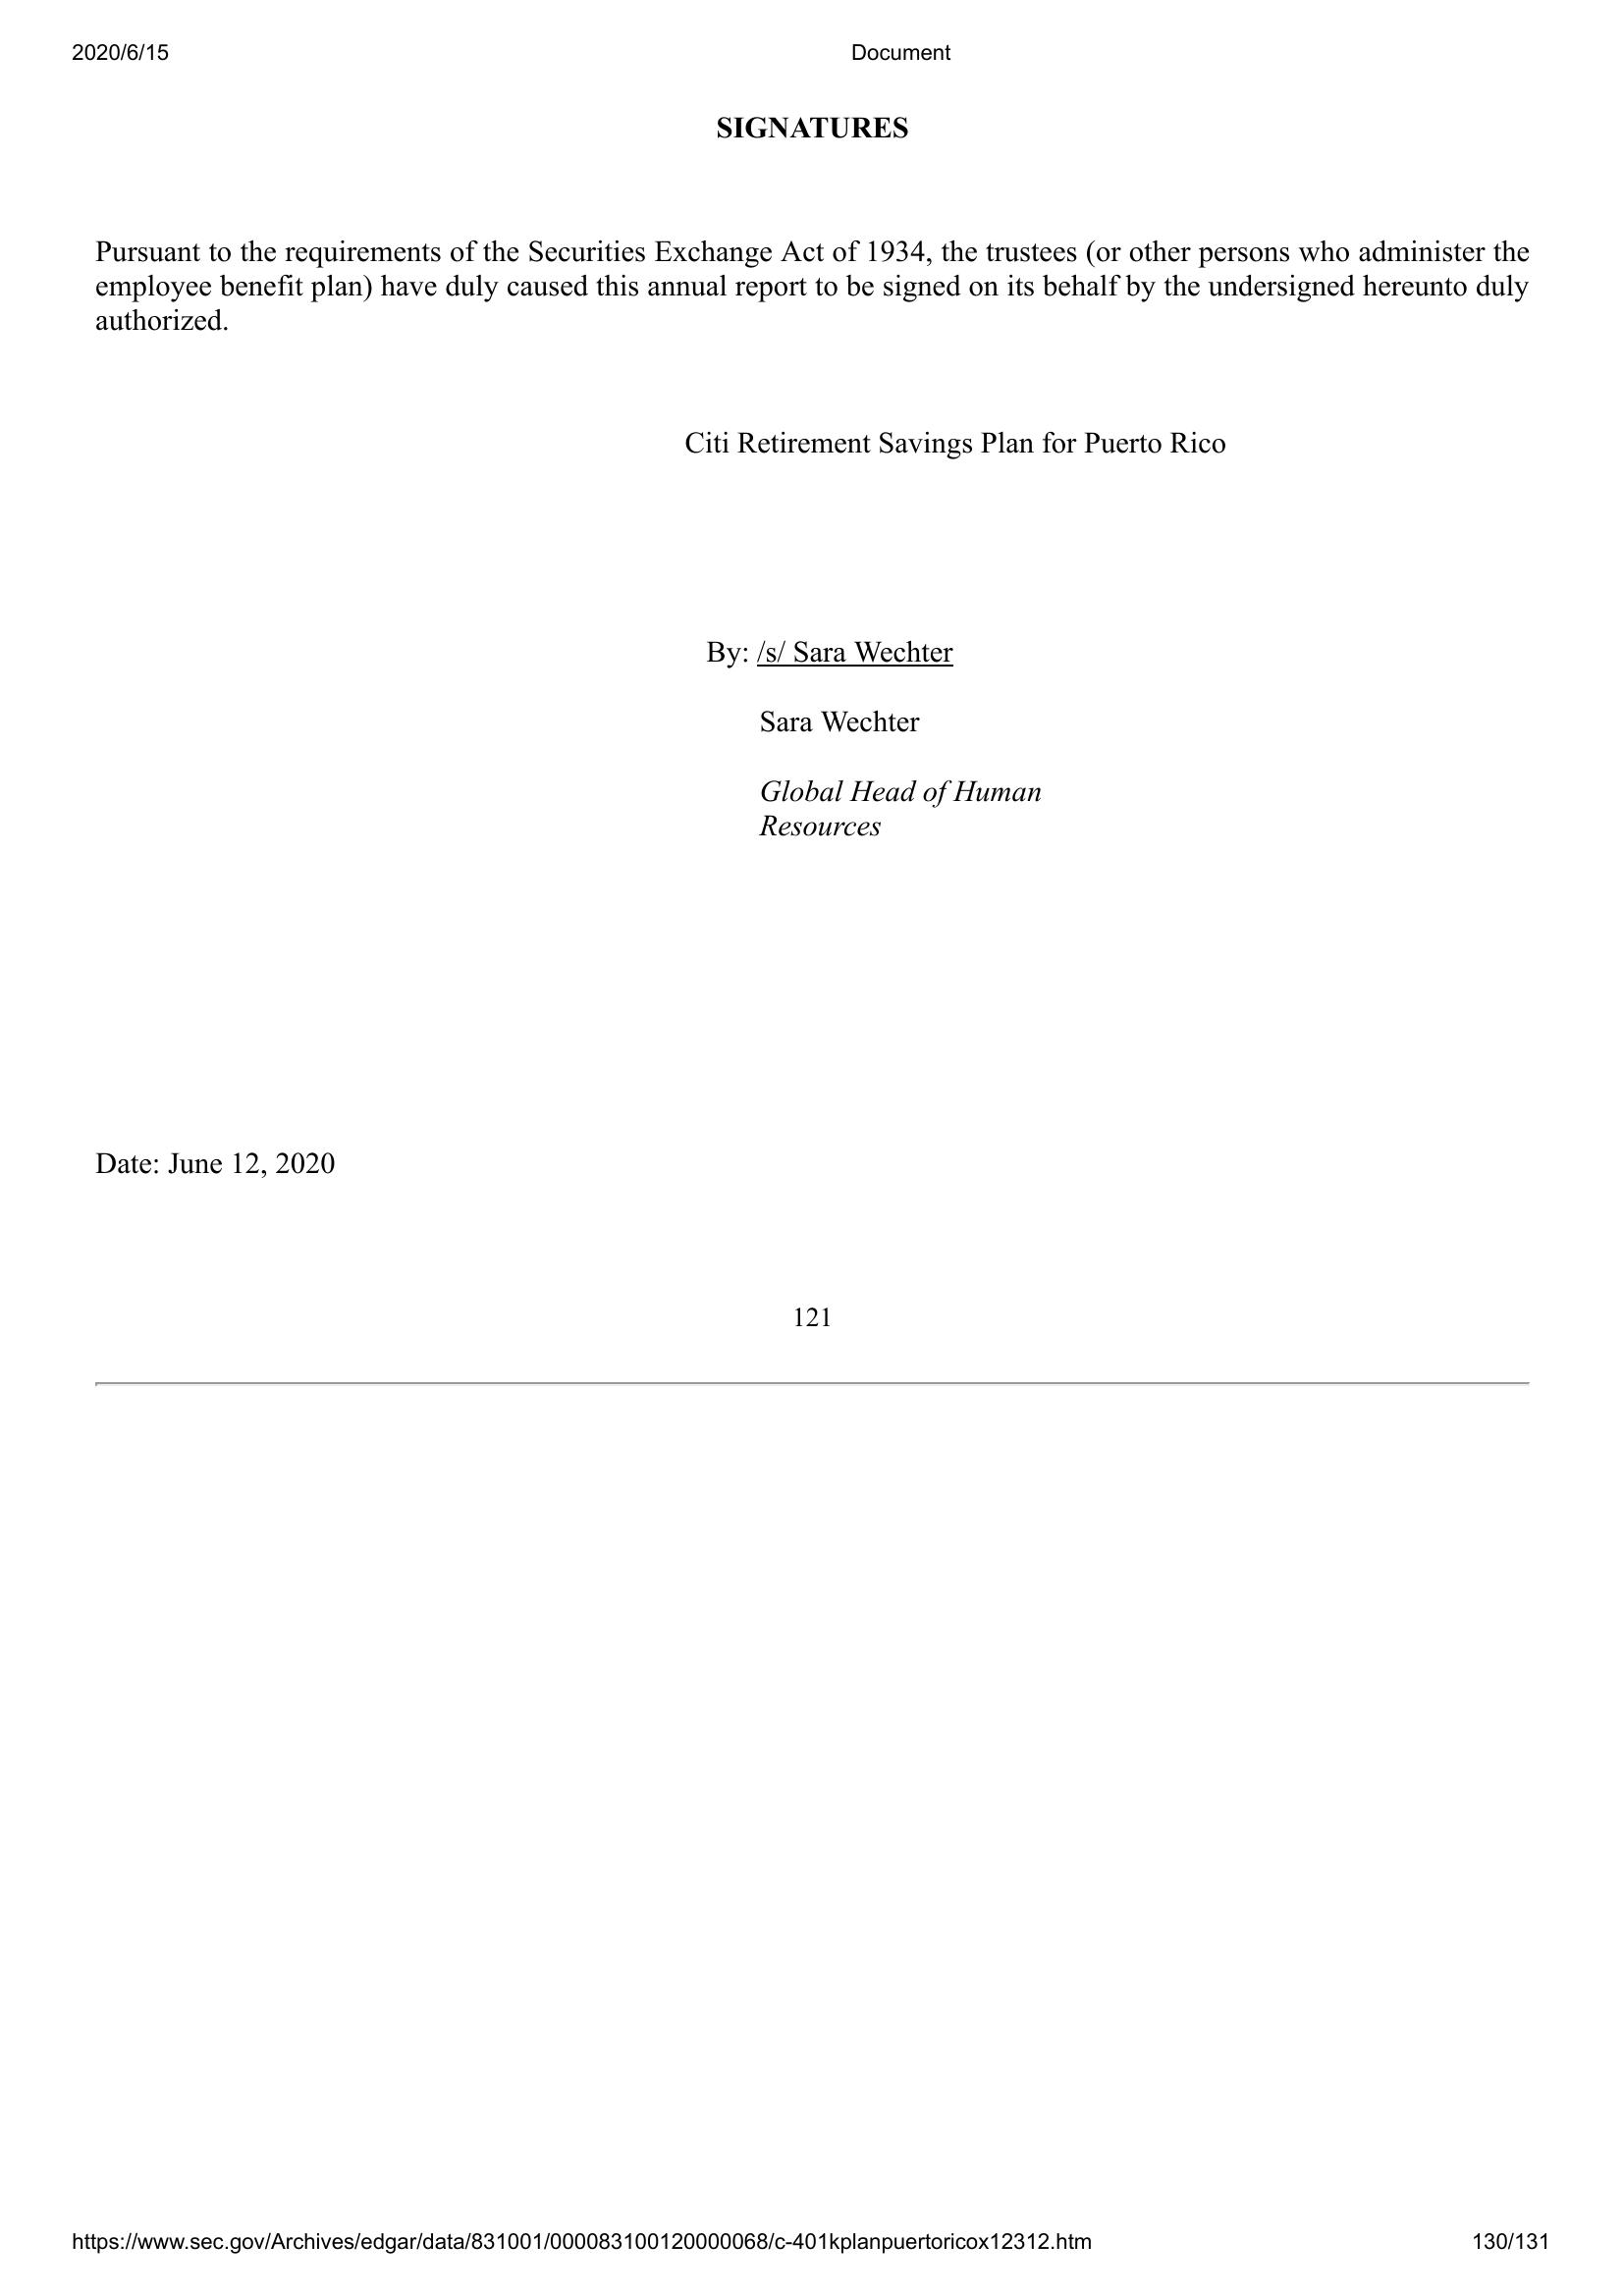 2020/6/15 Document
SIGNATURES
Pursuant to the requirements of the Securities Exchange Act of 1934, the trustees (or other persons who administer the
employee benefit plan) have duly caused this annual report to be signed on its behalf by the undersigned hereunto duly
authorized.
Citi Retirement Savings Plan for Puerto Rico
By: /s/ Sara Wechter
Sara Wechter
Global Head of Human
Resources
Date: June 12, 2020
121
https://www.sec.gov/Archives/edgar/data/831001/000083100120000068/c-401kplanpuertoricox12312.htm 130/131